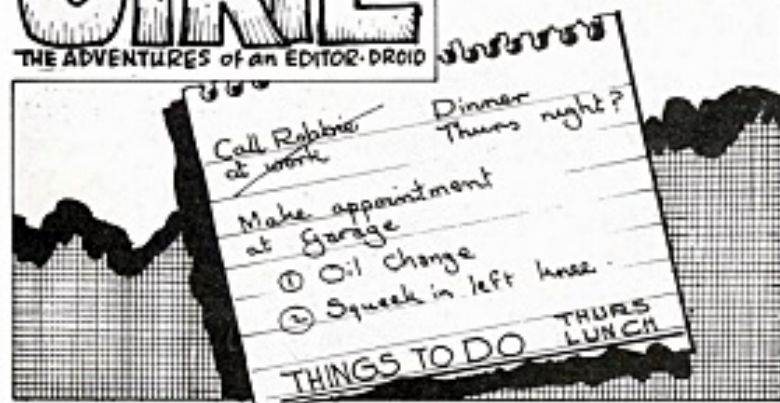 THE ADVENTURES of an EDITOR·DROID
Call Robbie
at work
Dinner
Thurs night?
Make appointment
at Garage
① Oil Change
② Squeek in left knee.
THINGS TO DO
THURS
LUNCH